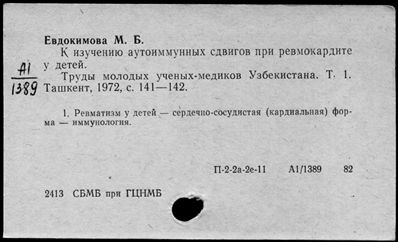 Евдокимова М. Б.
К изучению аутоиммунных сдвигов при ревмокардите
у детей.
Труды молодых ученых-медиков Узбекистана. Т. 1.
Ташкент, 1972, с. 141—142.
А1
1389
1. Ревматизм у детей — сердечно-сосудистая (кардиальная) фор-
ма — иммунология.
П-2-2а-2е-11 А1/1389 82
2413 СБМБ при ГЦНМБ